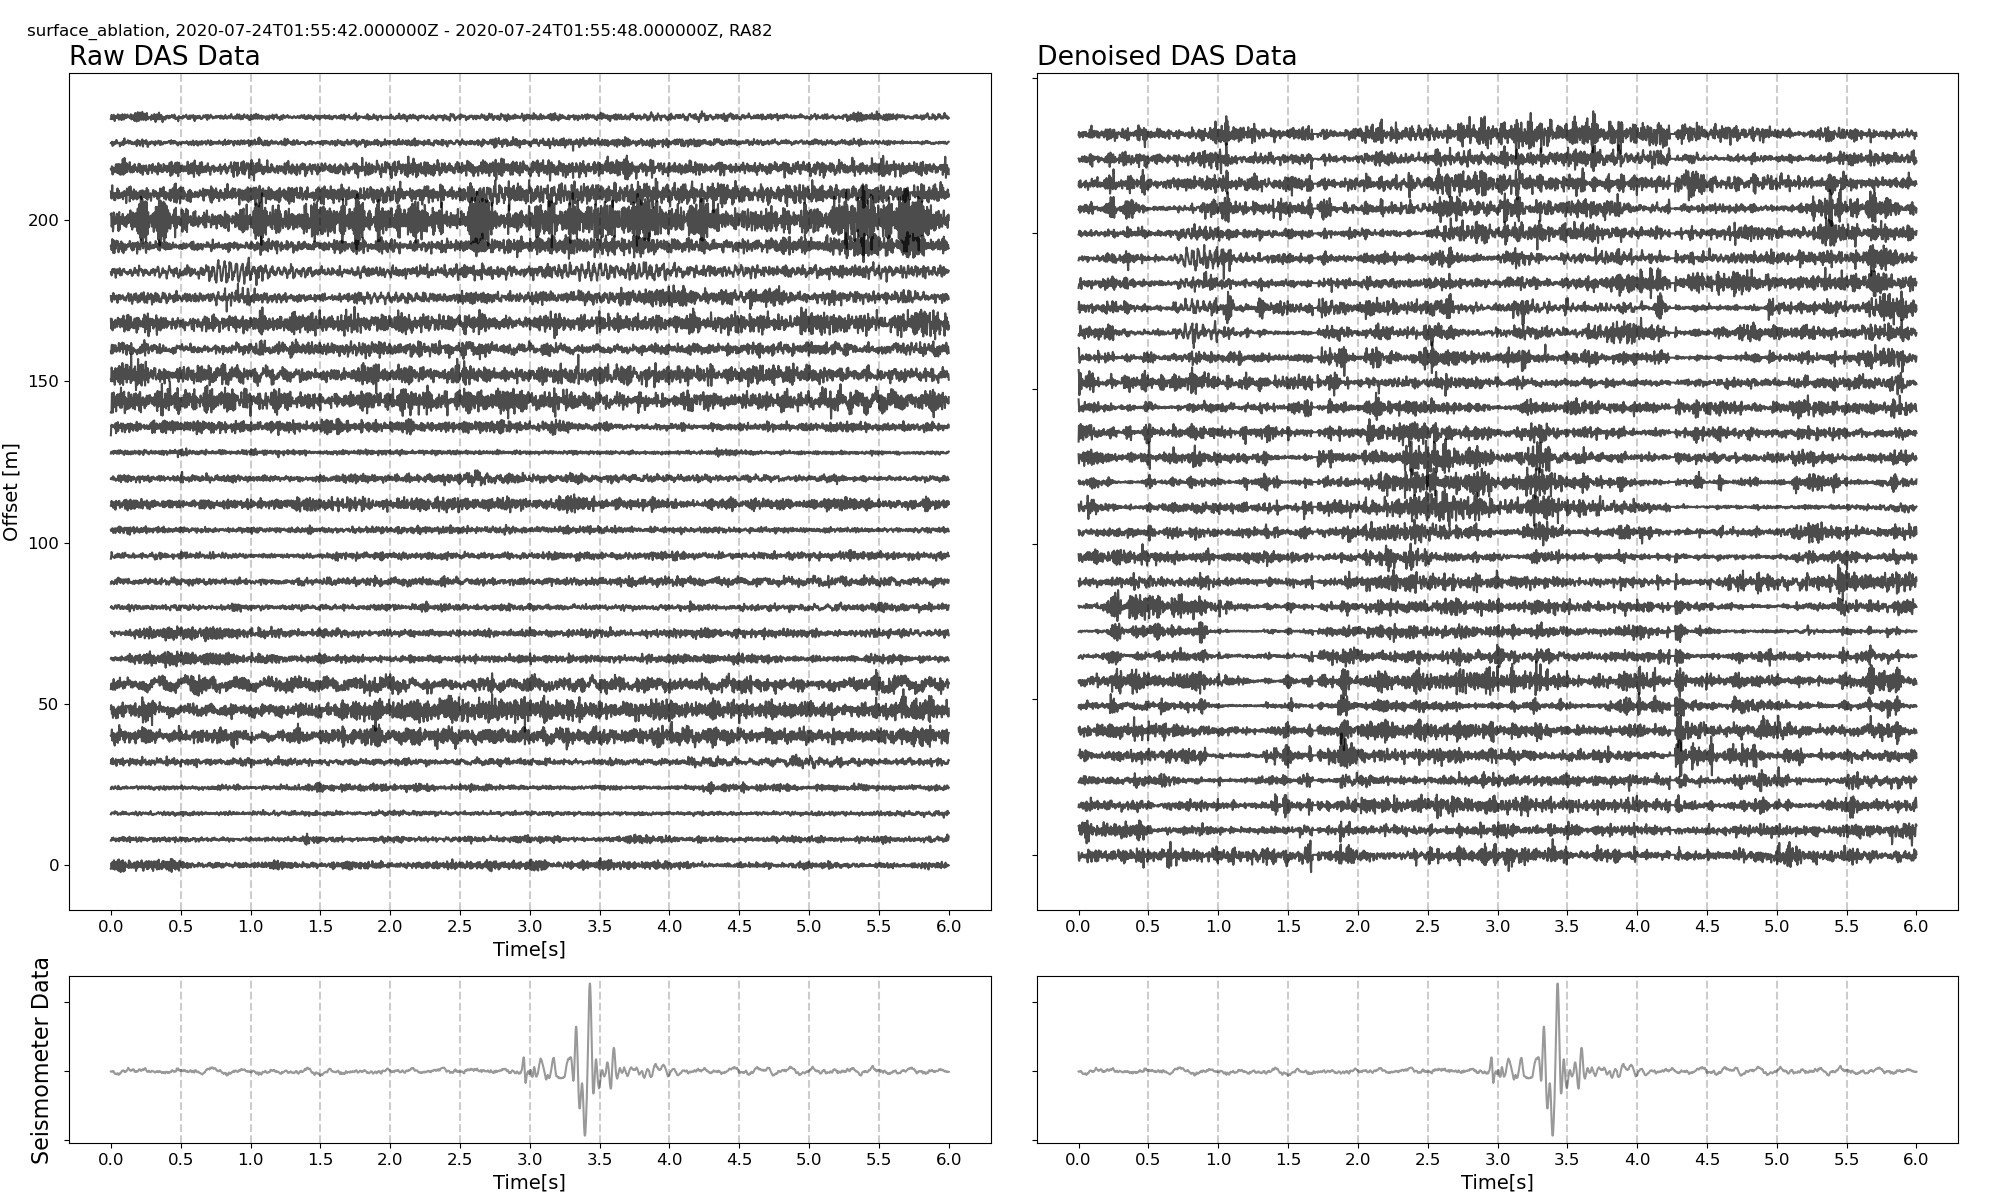 surface_ablation, 2020-07-24T01:55:42.000000Z - 2020-07-24T01:55:48.000000Z, RA82
Raw DAS Data
Denoised DAS Data
Offset [m]
200
150
100
50
0
0.0 0.5 1.0 1.5 2.0 2.5 3.0 3.5 4.0 4.5 5.0 5.5 6.0
Time[s]
0.0 0.5 1.0 1.5 2.0 2.5 3.0 3.5 4.0 4.5 5.0 5.5 6.0
Seismometer Data
0.0 0.5 1.0 1.5 2.0 2.5 3.0 3.5 4.0 4.5 5.0 5.5 6.0
Time[s]
0.0 0.5 1.0 1.5 2.0 2.5 3.0 3.5 4.0 4.5 5.0 5.5 6.0
Time[s]